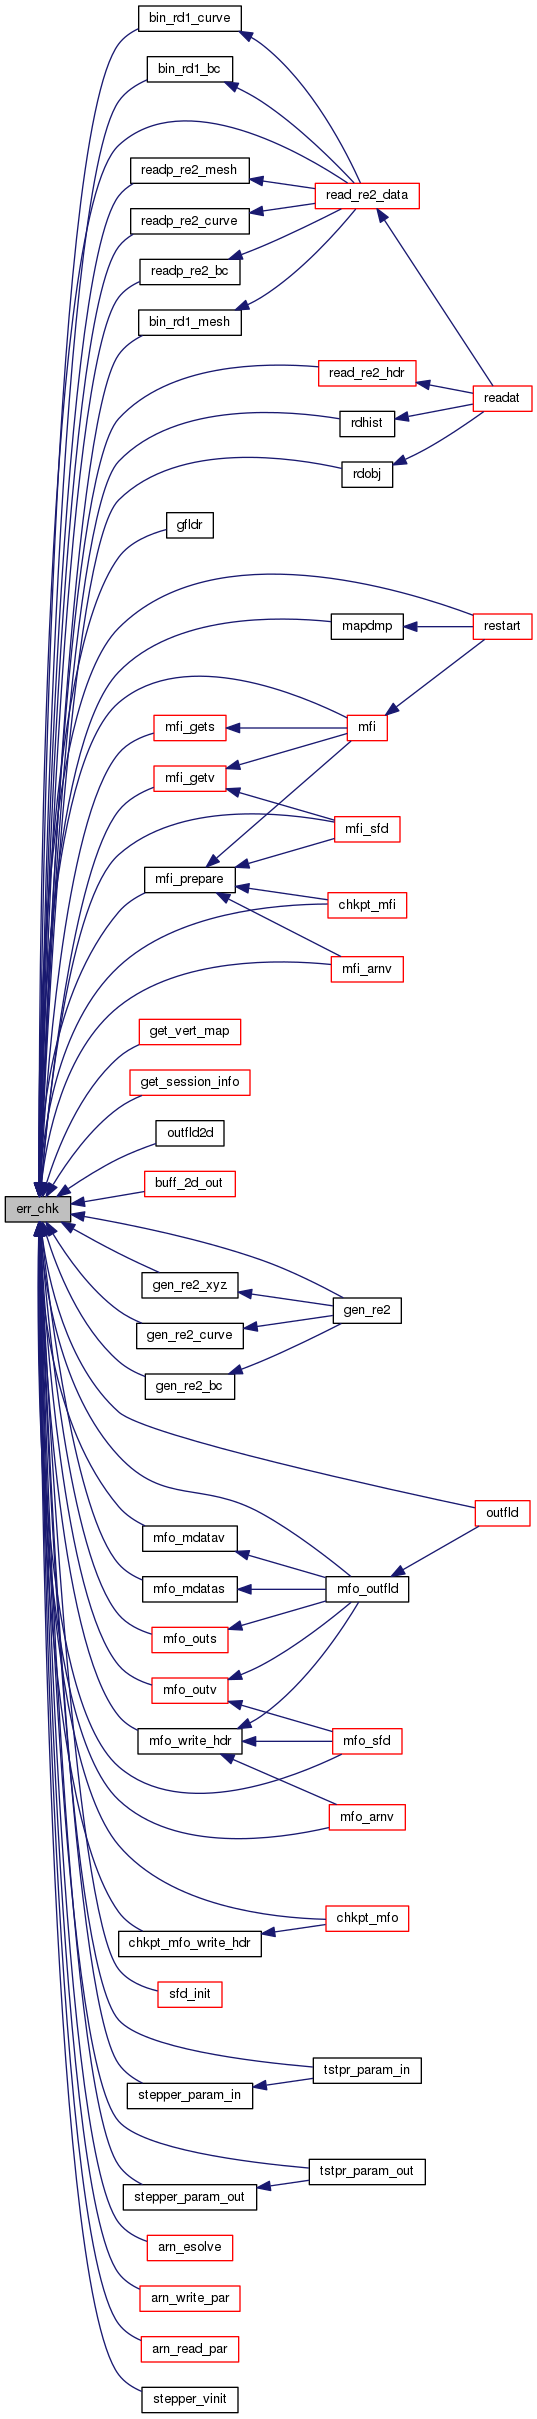 bin_rd1_curve
bin_rd1_bc
readp_re2_mesh
read_re2_data
readp_re2_curve
readp_re2_bc
bin_rd1_mesh
read_re2_hdr
readat
rdhist
rdobj
gfldr
mapdmp
restart
mfi_gets
mfi
mfi_getv
mfi_sfd
mfi_prepare
chkpt_mfi
mfi_arnv
get_vert_map
get_session_info
outfld2d
buff_2d_out
err_chk
gen_re2_xyz
gen_re2
gen_re2_curve
gen_re2_bc
outfld
mfo_mdatav
mfo_mdatas
mfo_outfld
mfo_outs
mfo_outv
mfo_write_hdr
mfo_sfd
mfo_arnv
chkpt_mfo
chkpt_mfo_write_hdr
sfd_init
tstpr_param_in
stepper_param_in
tstpr_param_out
stepper_param_out
arn_esolve
arn_write_par
arn_read_par
stepper_vinit